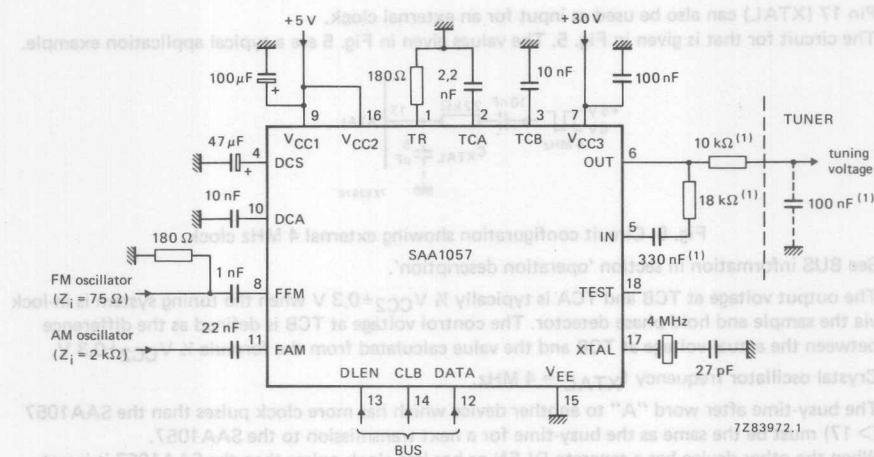 Pin 17 (XTAL) can also be used as input for an external clock.
The circuit for that is given in Fig. 5. The values given in Fig. 5 are a typical application example.
+5 V
+30 V
100 µF
+
180 Ω
2,2
nF
10 nF
100 nF
9
16
1
2
3
7
VCC1
VCC2
TR
TCA
TCB
VCC3
TUNER
47 µF
4
+
DCS
OUT
6
10 kΩ(1)
tuning
voltage
10 nF
10
DCA
18 kΩ(1)
100 nF(1)
180 Ω
SAA1057
IN
5
330 nF(1)
1 nF
FM oscillator
(Zi = 75 Ω)
8
FFM
TEST
18
22 nF
AM oscillator
(Zi = 2 kΩ)
11
FAM
XTAL
17
4 MHz
27 pF
DLEN
CLB
DATA
VEE
13
14
12
15
BUS
7Z83972.1
configuration showing external 4 MHz clock
See BUS information in section 'operation description'.
The output voltage at TCB and TCA is typically ½ VCC2+0,3 V when the tuning system is in-lock
via the sample and hold phase detector. The control voltage at TCB is defined as the difference
between the actual voltage at TCB and the value calculated from the formula ½ VCC2
Crystal oscillator frequency fXTAL = 4 MHz.
The busy-time after word "A" to another device which has more clock pulses then the SAA1057
(> 17) must be the same as the busy-time for a next transmission to the SAA1057.